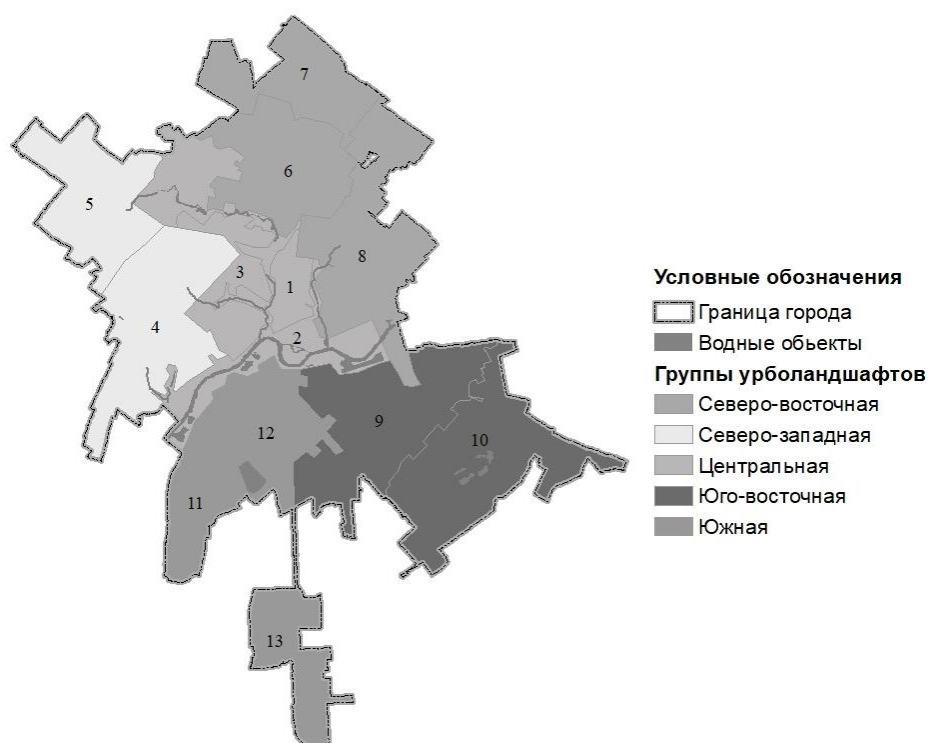 7
6
5
8
3
1
4
2
9
12
10
11
13
Условные обозначения
Граница города
Водные обьекты
Группы урболандшафтов
Северо-восточная
Северо-западная
Центральная
Юго-восточная
Южная